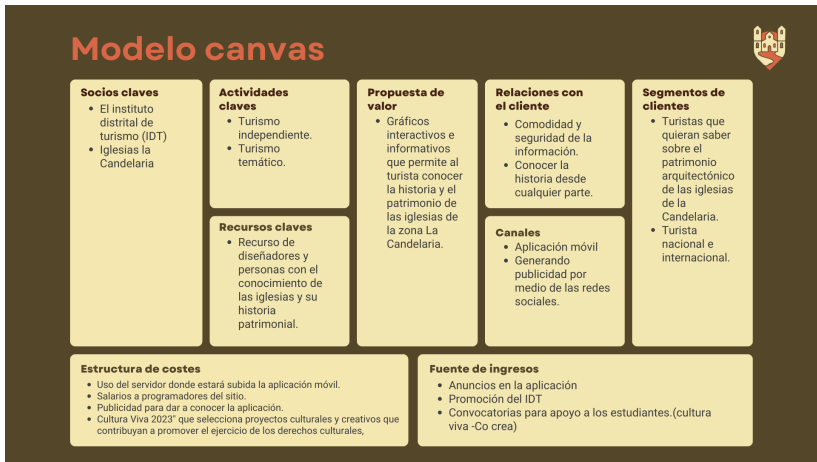 Modelo canvas
Socios claves
• El instituto
distrital de
turismo (IDT)
• Iglesias la
Candelaria
Actividades
claves
• Turismo
independiente.
• Turismo
temático.
Recursos claves
• Recurso de
diseñadores y
personas con el
conocimiento de
las iglesias y su
historia
patrimonial.
Propuesta de
valor
• Gráficos
interactivos e
informativos
que permite al
turista conocer
la historia y el
patrimonio de
las iglesias de
la zona La
Candelaria.
Relaciones con
el cliente
• Comodidad y
seguridad de la
información.
• Conocer la
historia desde
cualquier parte.
Canales
• Aplicación móvil
• Generando
publicidad por
medio de las redes
sociales.
Segmentos de
clientes
• Turistas que
quieran saber
sobre el
patrimonio
arquitectónico
de las iglesias
de la
Candelaria.
• Turista
nacional e
internacional.
Estructura de costes
• Uso del servidor donde estará subida la aplicación móvil.
• Salarios a programadores del sitio.
• Publicidad para dar a conocer la aplicación.
• Cultura Viva 2023" que selecciona proyectos culturales y creativos que
contribuyan a promover el ejercicio de los derechos culturales,
Fuente de ingresos
• Anuncios en la aplicación
• Promoción del IDT
• Convocatorias para apoyo a los estudiantes.(cultura
viva -Co crea)